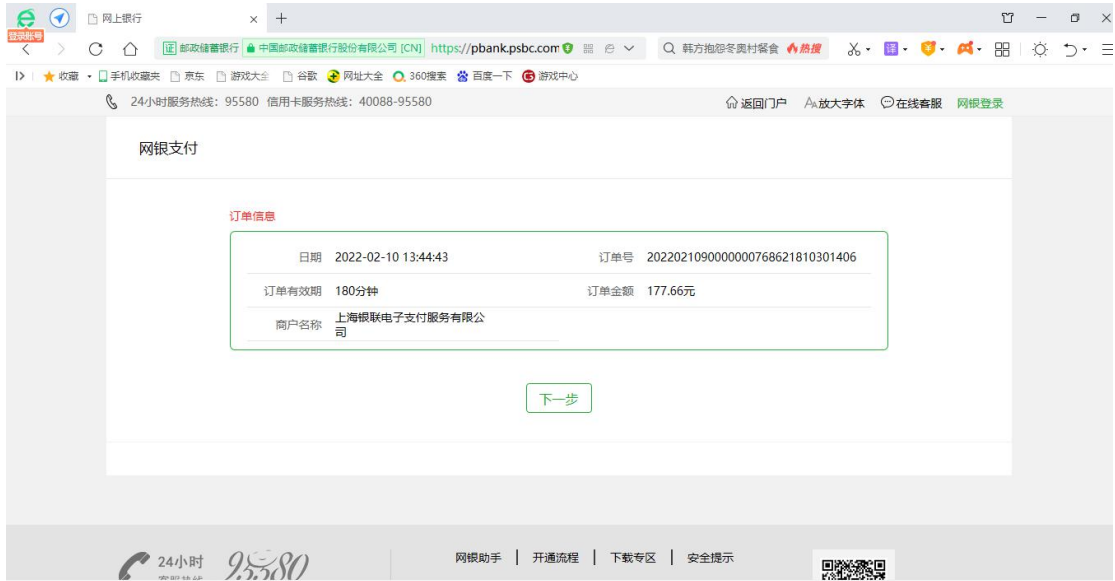 网上银行
登录账号
证 邮政储蓄银行 中国邮政储蓄银行股份有限公司 [CN] https://pbank.psbc.com 韩方抱怨冬奥村餐食 热搜 译
收藏 手机收藏夹 京东 游戏大全 谷歌 网址大全 360搜索 百度一下 游戏中心
24小时服务热线：95580 信用卡服务热线：40088-95580 返回门户 放大字体 在线客服 网银登录
网银支付
订单信息
日期 2022-02-10 13:44:43 订单号 2022021090000000768621810301406
订单有效期 180分钟 订单金额 177.66元
商户名称 上海银联电子支付服务有限公
司
下一步
24小时 95580 网银助手 | 开通流程 | 下载专区 | 安全提示
客服热线